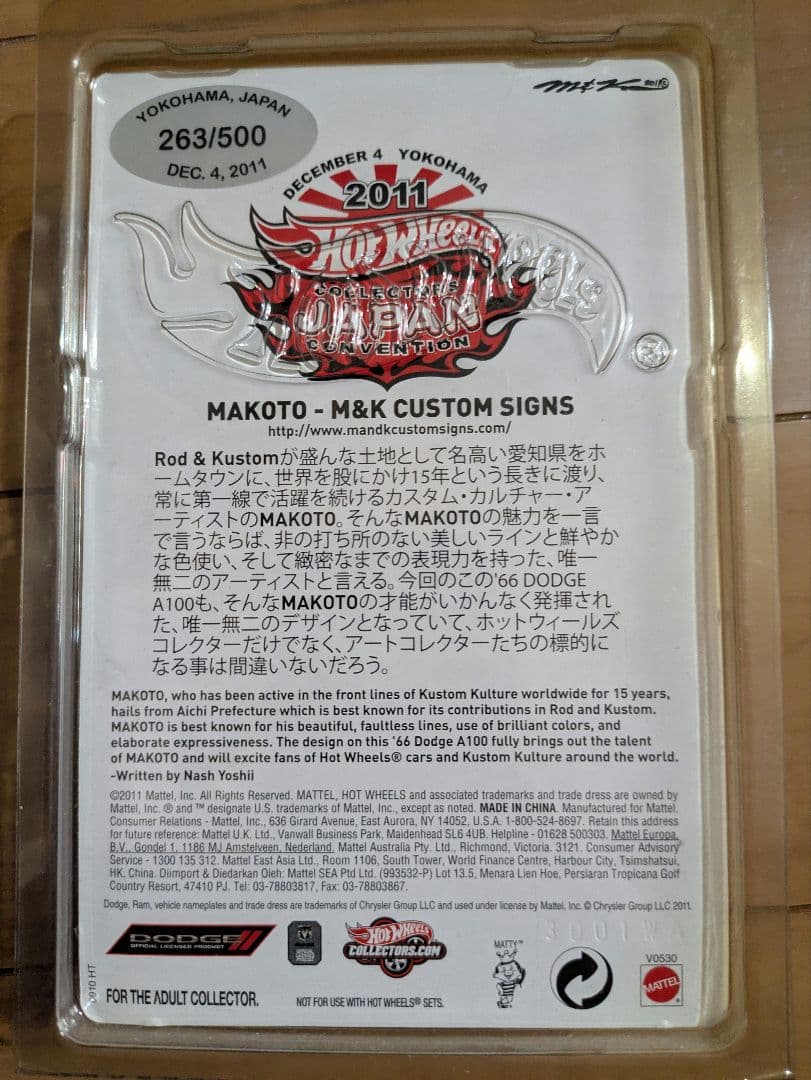 YOKOHAMA, JAPAN
263/500
DEC. 4, 2011
DECEMBER 4 YOKOHAMA
2011
HOT WHEELS
COLLECTORS
JAPAN
CONVENTION
MAKOTO - M&K CUSTOM SIGNS
http://www.mandkcustomsigns.com/
Rod & Kustomが盛んな土地として名高い愛知県をホ
ームタウンに、世界を股にかけ15年という長きに渡り、
常に第一線で活躍を続けるカスタム・カルチャー・ア
ーティストのMAKOTO。そんなMAKOTOの魅力を一言
で言うならば、非の打ち所のない美しいラインと鮮やか
な色使い、そして緻密なまでの表現力を持った、唯一
無二のアーティストと言える。今回のこの'66 DODGE
A100も、そんなMAKOTOの才能がいかんなく発揮され
た、唯一無二のデザインとなっていて、ホットウィールズ
コレクターだけでなく、アートコレクターたちの標的に
なる事は間違いないだろう。
MAKOTO, who has been active in the front lines of Kustom Kulture worldwide for 15 years,
hails from Aichi Prefecture which is best known for its contributions in Rod and Kustom.
MAKOTO is best known for his beautiful, faultless lines, use of brilliant colors, and
elaborate expressiveness. The design on this '66 Dodge A100 fully brings out the talent
of MAKOTO and will excite fans of Hot Wheels® cars and Kustom Kulture around the world.
-Written by Nash Yoshii
©2011 Mattel, Inc. All Rights Reserved. MATTEL, HOT WHEELS and associated trademarks and trade dress are owned by
Mattel, Inc. ® and ™ designate U.S. trademarks of Mattel, Inc., except as noted. MADE IN CHINA. Manufactured for Mattel.
Consumer Relations - Mattel, Inc., 636 Girard Avenue, East Aurora, NY 14052, U.S.A. 1-800-524-8697. Retain this address
for future reference: Mattel U.K. Ltd., Vanwall Business Park, Maidenhead SL6 4UB. Helpline - 01628 500303. Mattel Europa,
B.V., Gondel 1, 1186 MJ Amstelveen, Nederland. Mattel Australia Pty. Ltd., Richmond, Victoria. 3121. Consumer Advisory
Service - 1300 135 312. Mattel East Asia Ltd., Room 1106, South Tower, World Finance Centre, Harbour City, Tsimshatsui,
HK, China. Diimport & Diedarkan Oleh: Mattel SEA Ptd Ltd. (993532-P) Lot 13.5, Menara Lien Hoe, Persiaran Tropicana Golf
Country Resort, 47410 PJ. Tel: 03-78803817, Fax: 03-78803867.
Dodge, Ram, vehicle nameplates and trade dress are trademarks of Chrysler Group LLC and used under license by Mattel, Inc. © Chrysler Group LLC 2011.
DODGE
OFFICIAL LICENSED PRODUCT
HOT WHEELS
COLLECTORS.COM
MATTY™
V0530
MATTEL
0910 HT
FOR THE ADULT COLLECTOR.
NOT FOR USE WITH HOT WHEELS® SETS.